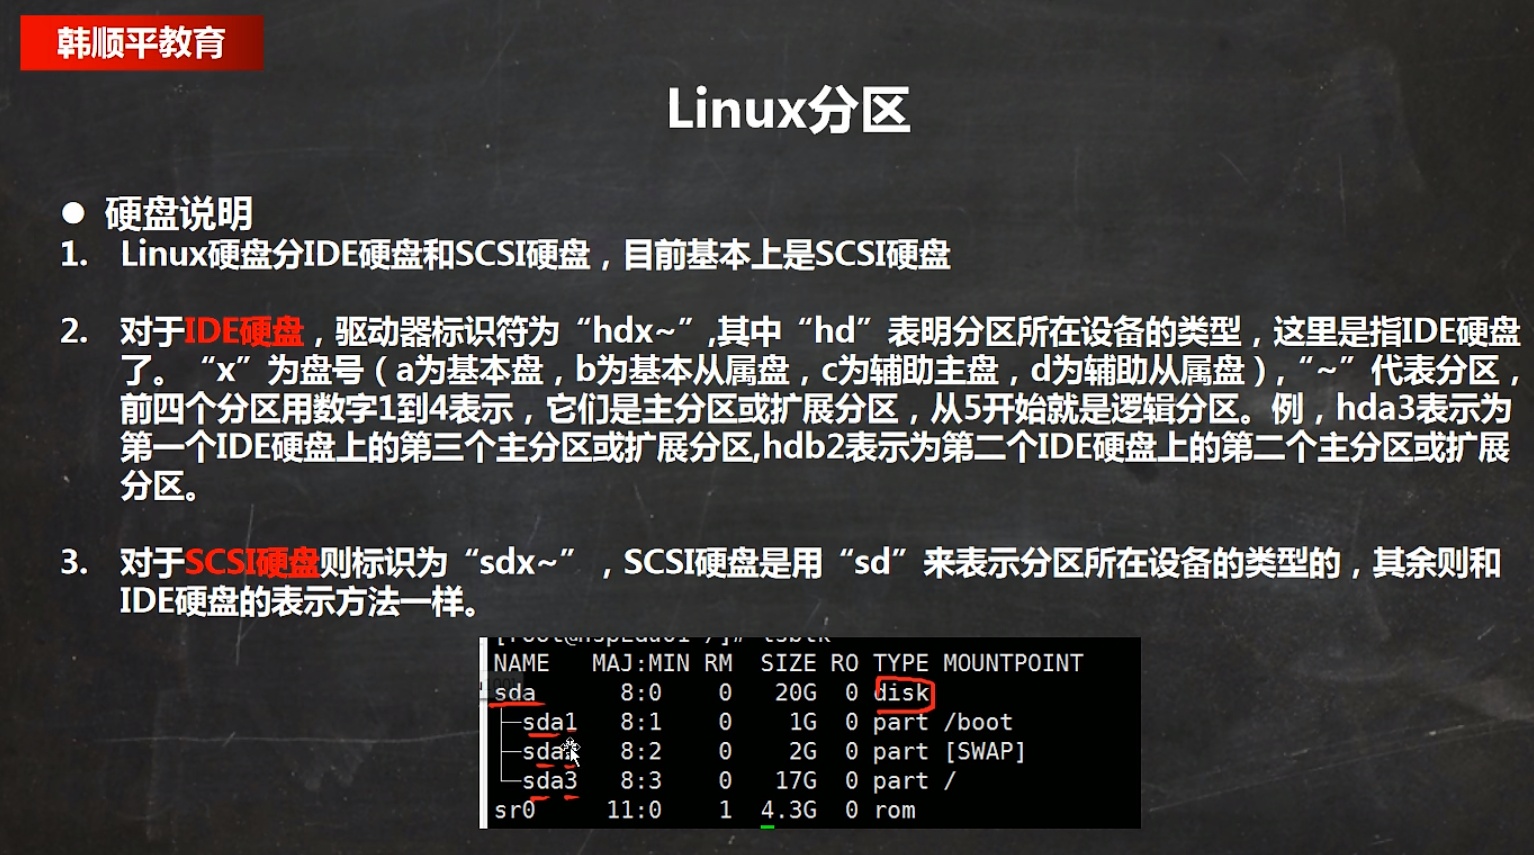 韩顺平教育
Linux分区
● 硬盘说明
1. Linux硬盘分IDE硬盘和SCSI硬盘，目前基本上是SCSI硬盘
2. 对于IDE硬盘，驱动器标识符为“hdx~”,其中“hd”表明分区所在设备的类型，这里是指IDE硬盘
了。“x”为盘号（a为基本盘，b为基本从属盘，c为辅助主盘，d为辅助从属盘）,“~”代表分区，
前四个分区用数字1到4表示，它们是主分区或扩展分区，从5开始就是逻辑分区。例，hda3表示为
第一个IDE硬盘上的第三个主分区或扩展分区,hdb2表示为第二个IDE硬盘上的第二个主分区或扩展
分区。
3. 对于SCSI硬盘则标识为“sdx~”，SCSI硬盘是用“sd”来表示分区所在设备的类型的，其余则和
IDE硬盘的表示方法一样。
NAME MAJ:MIN RM SIZE RO TYPE MOUNTPOINT
sda 8:0 0 20G 0 disk
├─sda1 8:1 0 1G 0 part /boot
├─sda 8:2 0 2G 0 part [SWAP]
└─sda3 8:3 0 17G 0 part /
sr0 11:0 1 4.3G 0 rom